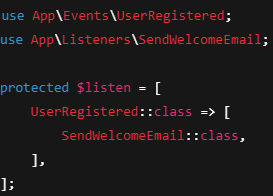 use App\Events\UserRegistered;
use App\Listeners\SendWelcomeEmail;
protected $listen = [
    UserRegistered::class => [
        SendWelcomeEmail::class,
    ],
];